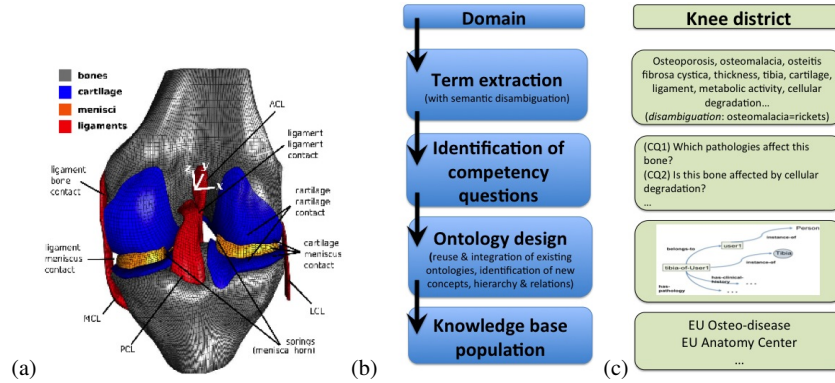 bones
cartilage
menisci
ligaments
ACL
ligament
ligament
contact
z
y
x
ligament
bone
contact
cartilage
cartilage
contact
ligament
meniscus
contact
cartilage
meniscus
contact
MCL
LCL
PCL
springs
(meniscal horn)
(a)
Domain
Term extraction
(with semantic disambiguation)
Identification of
competency
questions
Ontology design
(reuse & integration of existing
ontologies, identification of new
concepts, hierarchy & relations)
Knowledge base
population
(b)
Knee district
Osteoporosis, osteomalacia, osteitis
fibrosa cystica, thickness, tibia, cartilage,
ligament, metabolic activity, cellular
degradation...
(disambiguation: osteomalacia=rickets)
(CQ1) Which pathologies affect this
bone?
(CQ2) Is this bone affected by cellular
degradation?
...
Person
instance-of
user1
belongs-to
instance-of
Tibia
tibia-of-User1
has-clinical-
history
has-
pathology
EU Osteo-disease
EU Anatomy Center
...
(c)